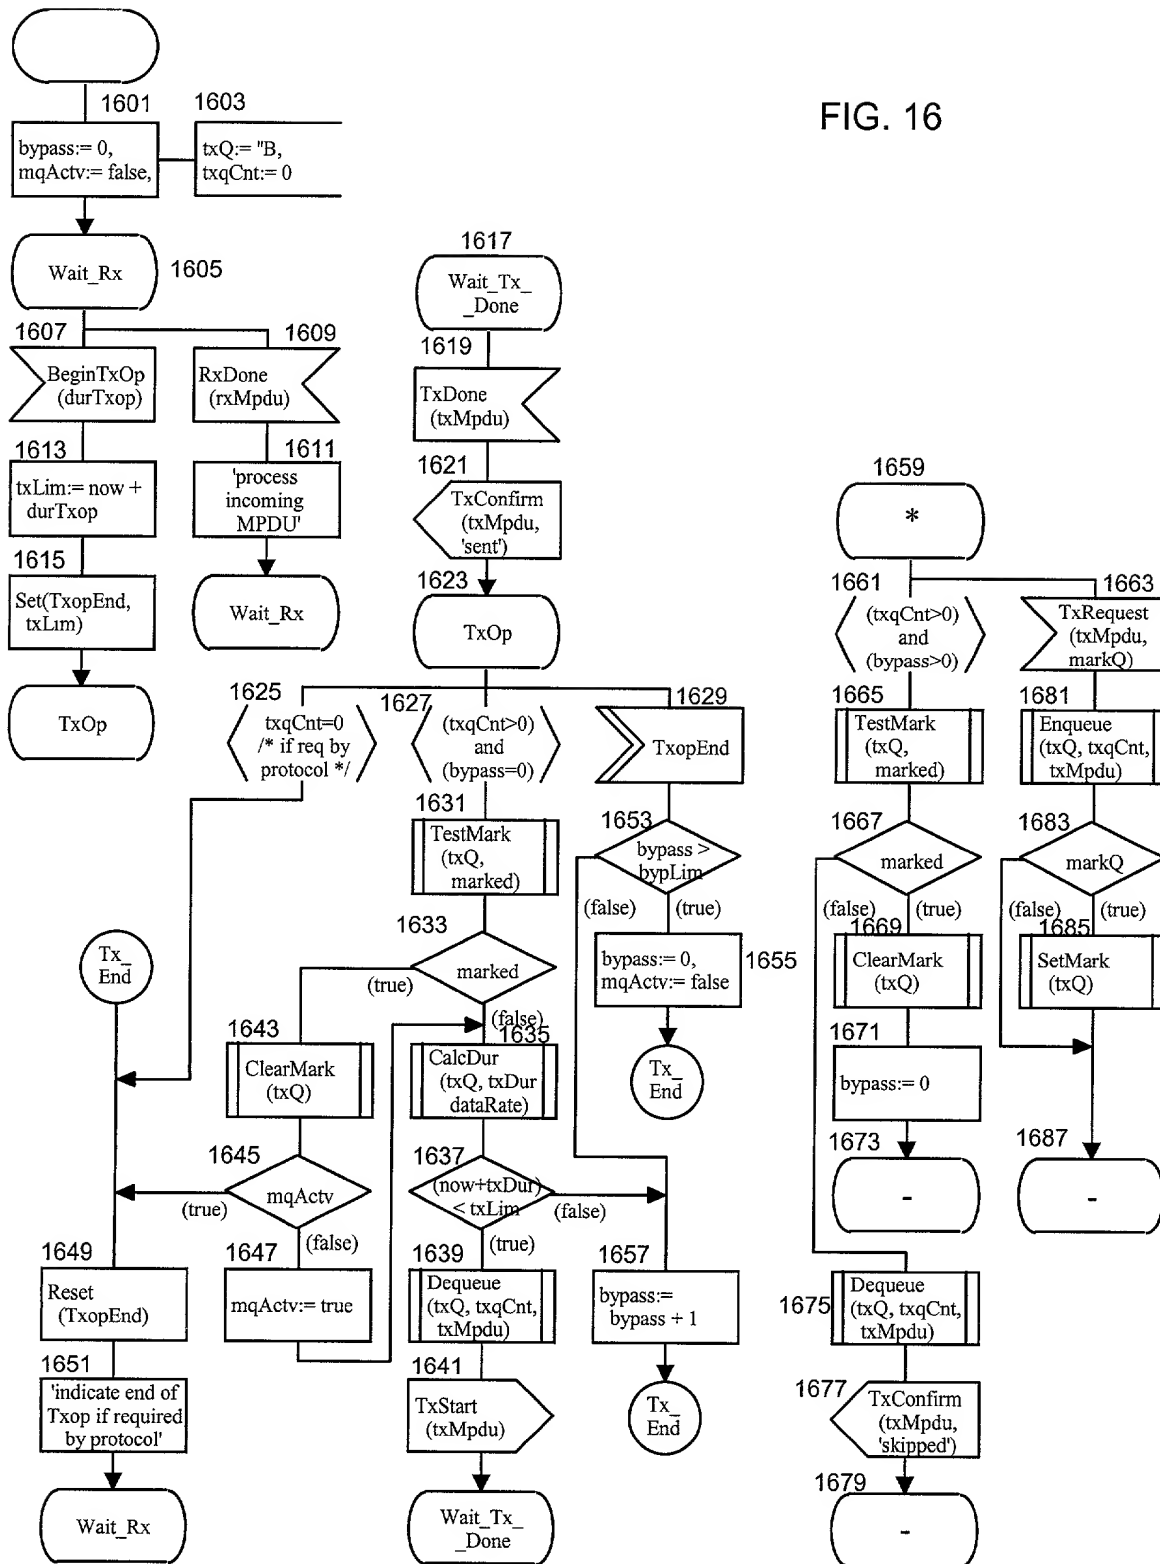 FIG. 16
1601
bypass:= 0,
mqActv:= false,
1603
txQ:= "B,
txqCnt:= 0
Wait_Rx
1605
1607
BeginTxOp
(durTxop)
1609
RxDone
(rxMpdu)
1613
txLim:= now +
durTxop
1611
'process
incoming
MPDU'
1615
Set(TxopEnd,
txLim)
Wait_Rx
TxOp
1617
Wait_Tx_
_Done
1619
TxDone
(txMpdu)
1621
TxConfirm
(txMpdu,
'sent')
1623
TxOp
1625
txqCnt=0
/* if req by
protocol */
1627
(txqCnt>0)
and
(bypass=0)
1629
TxopEnd
1631
TestMark
(txQ,
marked)
1633
marked
(true)
(false)
1653
bypass >
bypLim
(false)
(true)
1655
bypass:= 0,
mqActv:= false
Tx_
End
Tx_
End
1643
ClearMark
(txQ)
1635
CalcDur
(txQ, txDur
dataRate)
1645
mqActv
(true)
(false)
1637
(now+txDur)
< txLim
(false)
(true)
1649
Reset
(TxopEnd)
1647
mqActv:= true
1639
Dequeue
(txQ, txqCnt,
txMpdu)
1657
bypass:=
bypass + 1
Tx_
End
1651
'indicate end of
Txop if required
by protocol'
1641
TxStart
(txMpdu)
Wait_Rx
Wait_Tx_
_Done
1659
*
1661
(txqCnt>0)
and
(bypass>0)
1663
TxRequest
(txMpdu,
markQ)
1665
TestMark
(txQ,
marked)
1681
Enqueue
(txQ, txqCnt,
txMpdu)
1667
marked
(false)
(true)
1683
markQ
(false)
(true)
1669
ClearMark
(txQ)
1685
SetMark
(txQ)
1671
bypass:= 0
1673
-
1687
-
1675
Dequeue
(txQ, txqCnt,
txMpdu)
1677
TxConfirm
(txMpdu,
'skipped')
1679
-